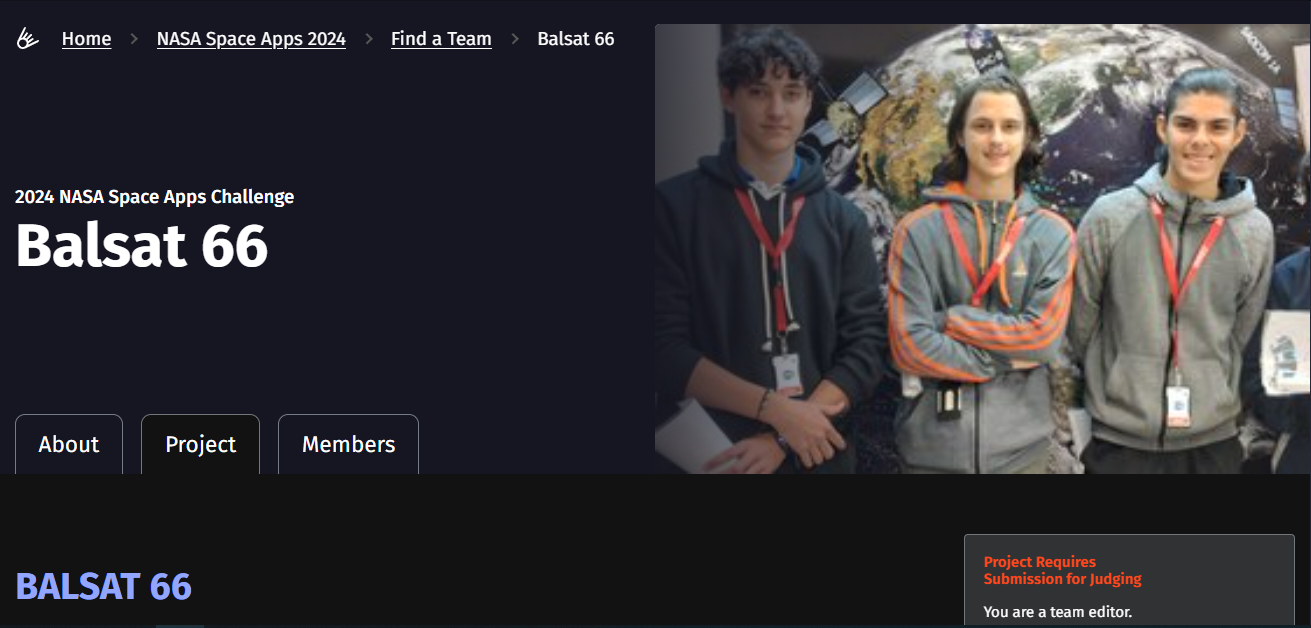 Home > NASA Space Apps 2024 > Find a Team > Balsat 66
2024 NASA Space Apps Challenge
Balsat 66
About
Project
Members
BALSAT 66
Project Requires
Submission for Judging
You are a team editor.